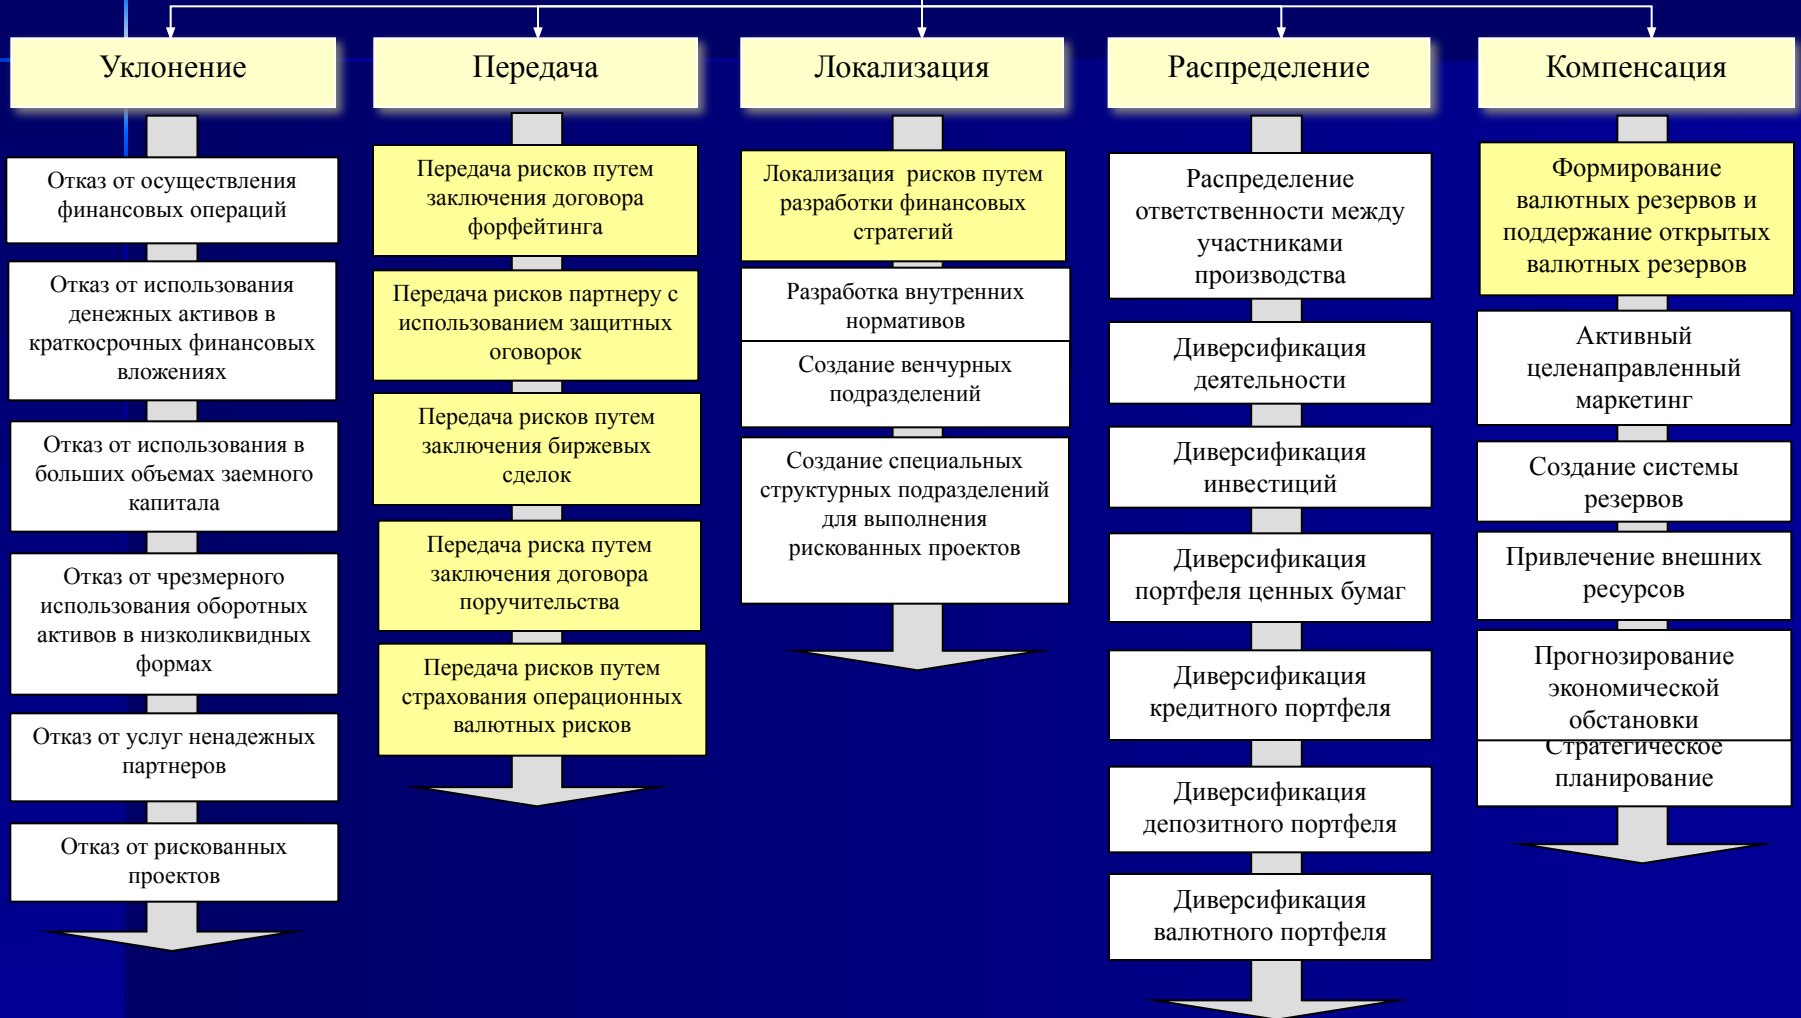 Уклонение
Отказ от осуществления
финансовых операций
Отказ от использования
денежных активов в
краткосрочных финансовых
вложениях
Отказ от использования в
больших объемах заемного
капитала
Отказ от чрезмерного
использования оборотных
активов в низколиквидных
формах
Отказ от услуг ненадежных
партнеров
Отказ от рискованных
проектов
Передача
Передача рисков путем
заключения договора
форфейтинга
Передача рисков партнеру с
использованием защитных
оговорок
Передача рисков путем
заключения биржевых
сделок
Передача риска путем
заключения договора
поручительства
Передача рисков путем
страхования операционных
валютных рисков
Локализация
Локализация рисков путем
разработки финансовых
стратегий
Разработка внутренних
нормативов
Создание венчурных
подразделений
Создание специальных
структурных подразделений
для выполнения
рискованных проектов
Распределение
Распределение
ответственности между
участниками
производства
Диверсификация
деятельности
Диверсификация
инвестиций
Диверсификация
портфеля ценных бумаг
Диверсификация
кредитного портфеля
Диверсификация
депозитного портфеля
Диверсификация
валютного портфеля
Компенсация
Формирование
валютных резервов и
поддержание открытых
валютных резервов
Активный
целенаправленный
маркетинг
Создание системы
резервов
Привлечение внешних
ресурсов
Прогнозирование
экономической
обстановки
Стратегическое
планирование